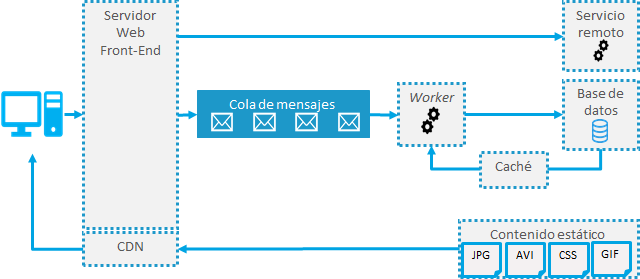 Servidor
Web
Front-End
Servicio
remoto
Cola de mensajes
Worker
Base de
datos
Caché
CDN
Contenido estático
JPG
AVI
CSS
GIF